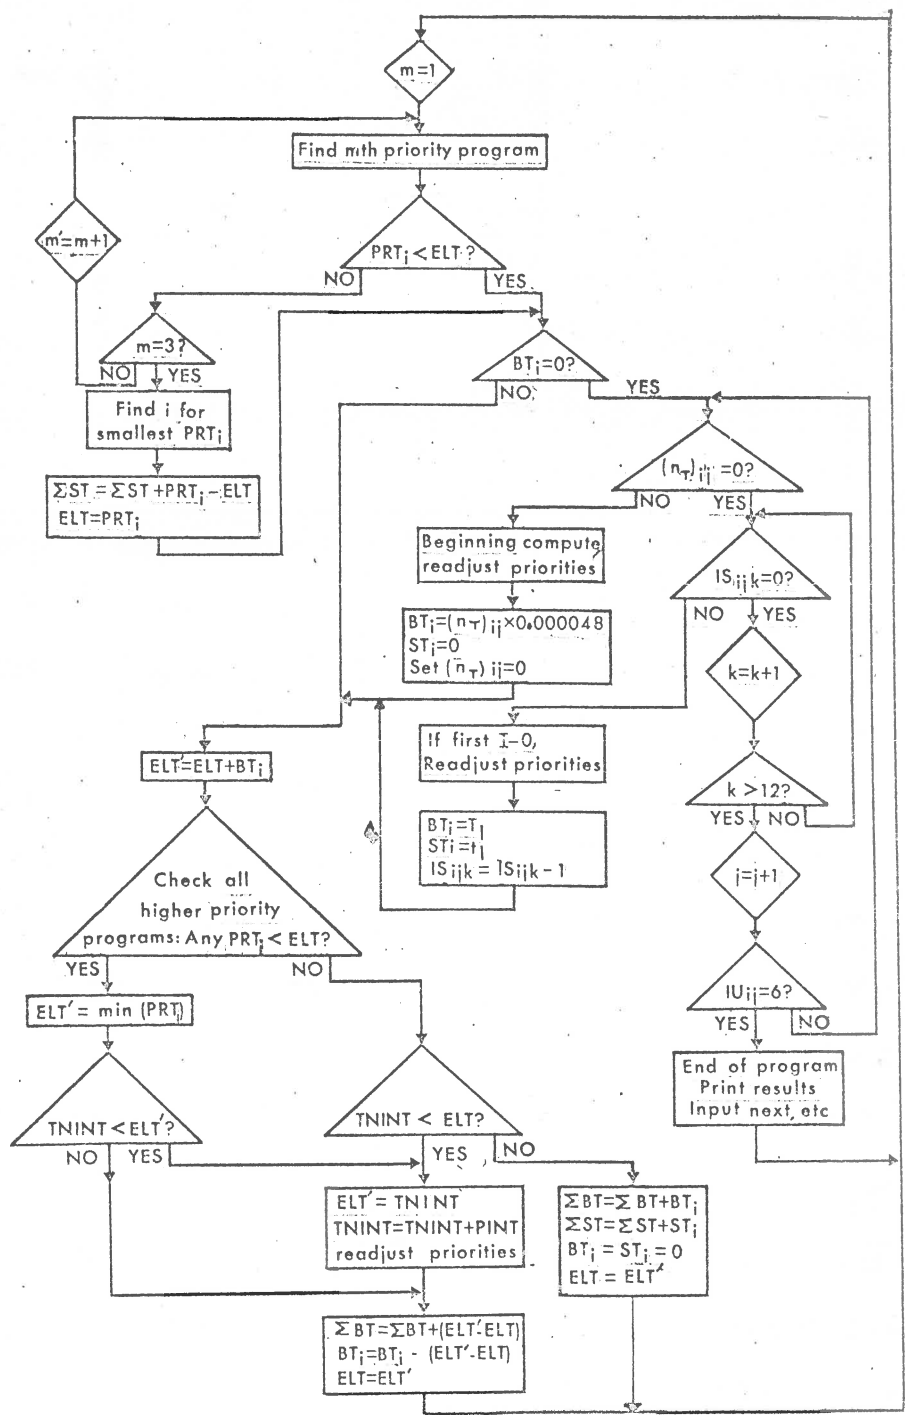 m=1
Find mth priority program
m'=m+1
PRTi < ELT ?
NO
YES
m=3?
NO
YES
BTi=0?
NO
YES
Find i for
smallest PRTi
(nT)ij =0?
NO
YES
ΣST = ΣST + PRTi - ELT
ELT=PRTi
Beginning compute
readjust priorities
ISijk=0?
NO
YES
BTi=(nT)ij×0.000048
STi=0
Set (nT)ij=0
k=k+1
If first I-0,
Readjust priorities
ELT'=ELT+BTi
k >12?
YES
NO
BTi=T1
STi=t1
ISijk = ISijk - 1
Check all
higher priority
programs: Any PRTi < ELT?
YES
NO
j=j+1
ELT' = min (PRTi)
IUij=6?
YES
NO
End of program
Print results
Input next, etc
TNINT<ELT'?
NO
YES
TNINT < ELT?
YES
NO
ELT' = TNINT
TNINT=TNINT+PINT
readjust priorities
ΣBT=ΣBT+BTi
ΣST=ΣST+STi
BTi = STi = 0
ELT = ELT'
ΣBT=ΣBT+(ELT'-ELT)
BTi=BTi - (ELT'-ELT)
ELT=ELT'